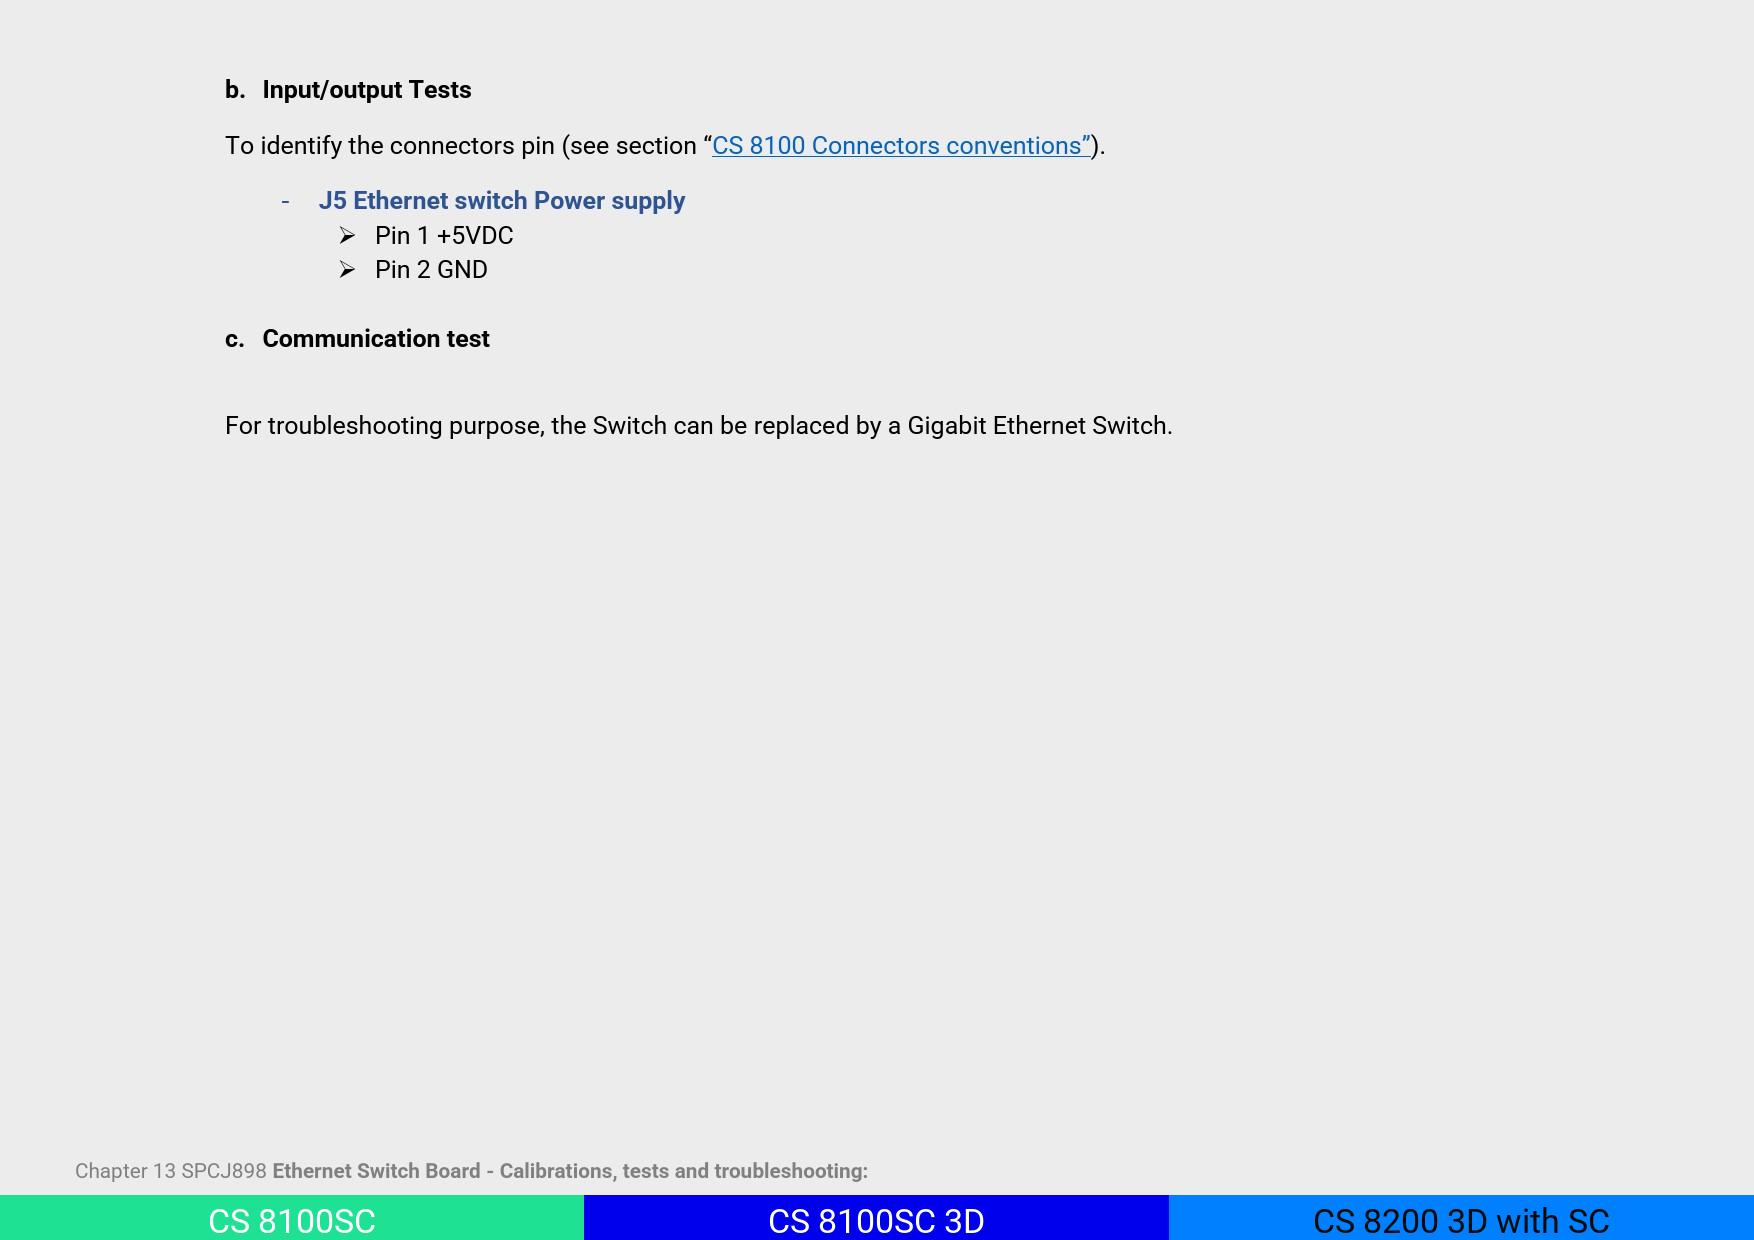 b. Input/output Tests
To identify the connectors pin (see section “CS 8100 Connectors conventions”).
- J5 Ethernet switch Power supply
➢ Pin 1 +5VDC
➢ Pin 2 GND
c. Communication test
For troubleshooting purpose, the Switch can be replaced by a Gigabit Ethernet Switch.
Chapter 13 SPCJ898 Ethernet Switch Board - Calibrations, tests and troubleshooting:
CS 8100SC
CS 8100SC 3D
CS 8200 3D with SC